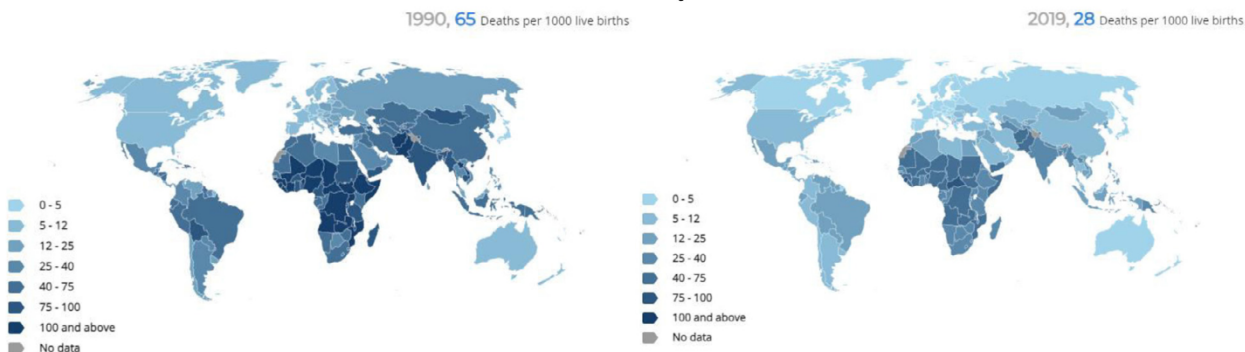 1990, 65 Deaths per 1000 live births
0 - 5
5 - 12
12 - 25
25 - 40
40 - 75
75 - 100
100 and above
No data
2019, 28 Deaths per 1000 live births
0 - 5
5 - 12
12 - 25
25 - 40
40 - 75
75 - 100
100 and above
No data